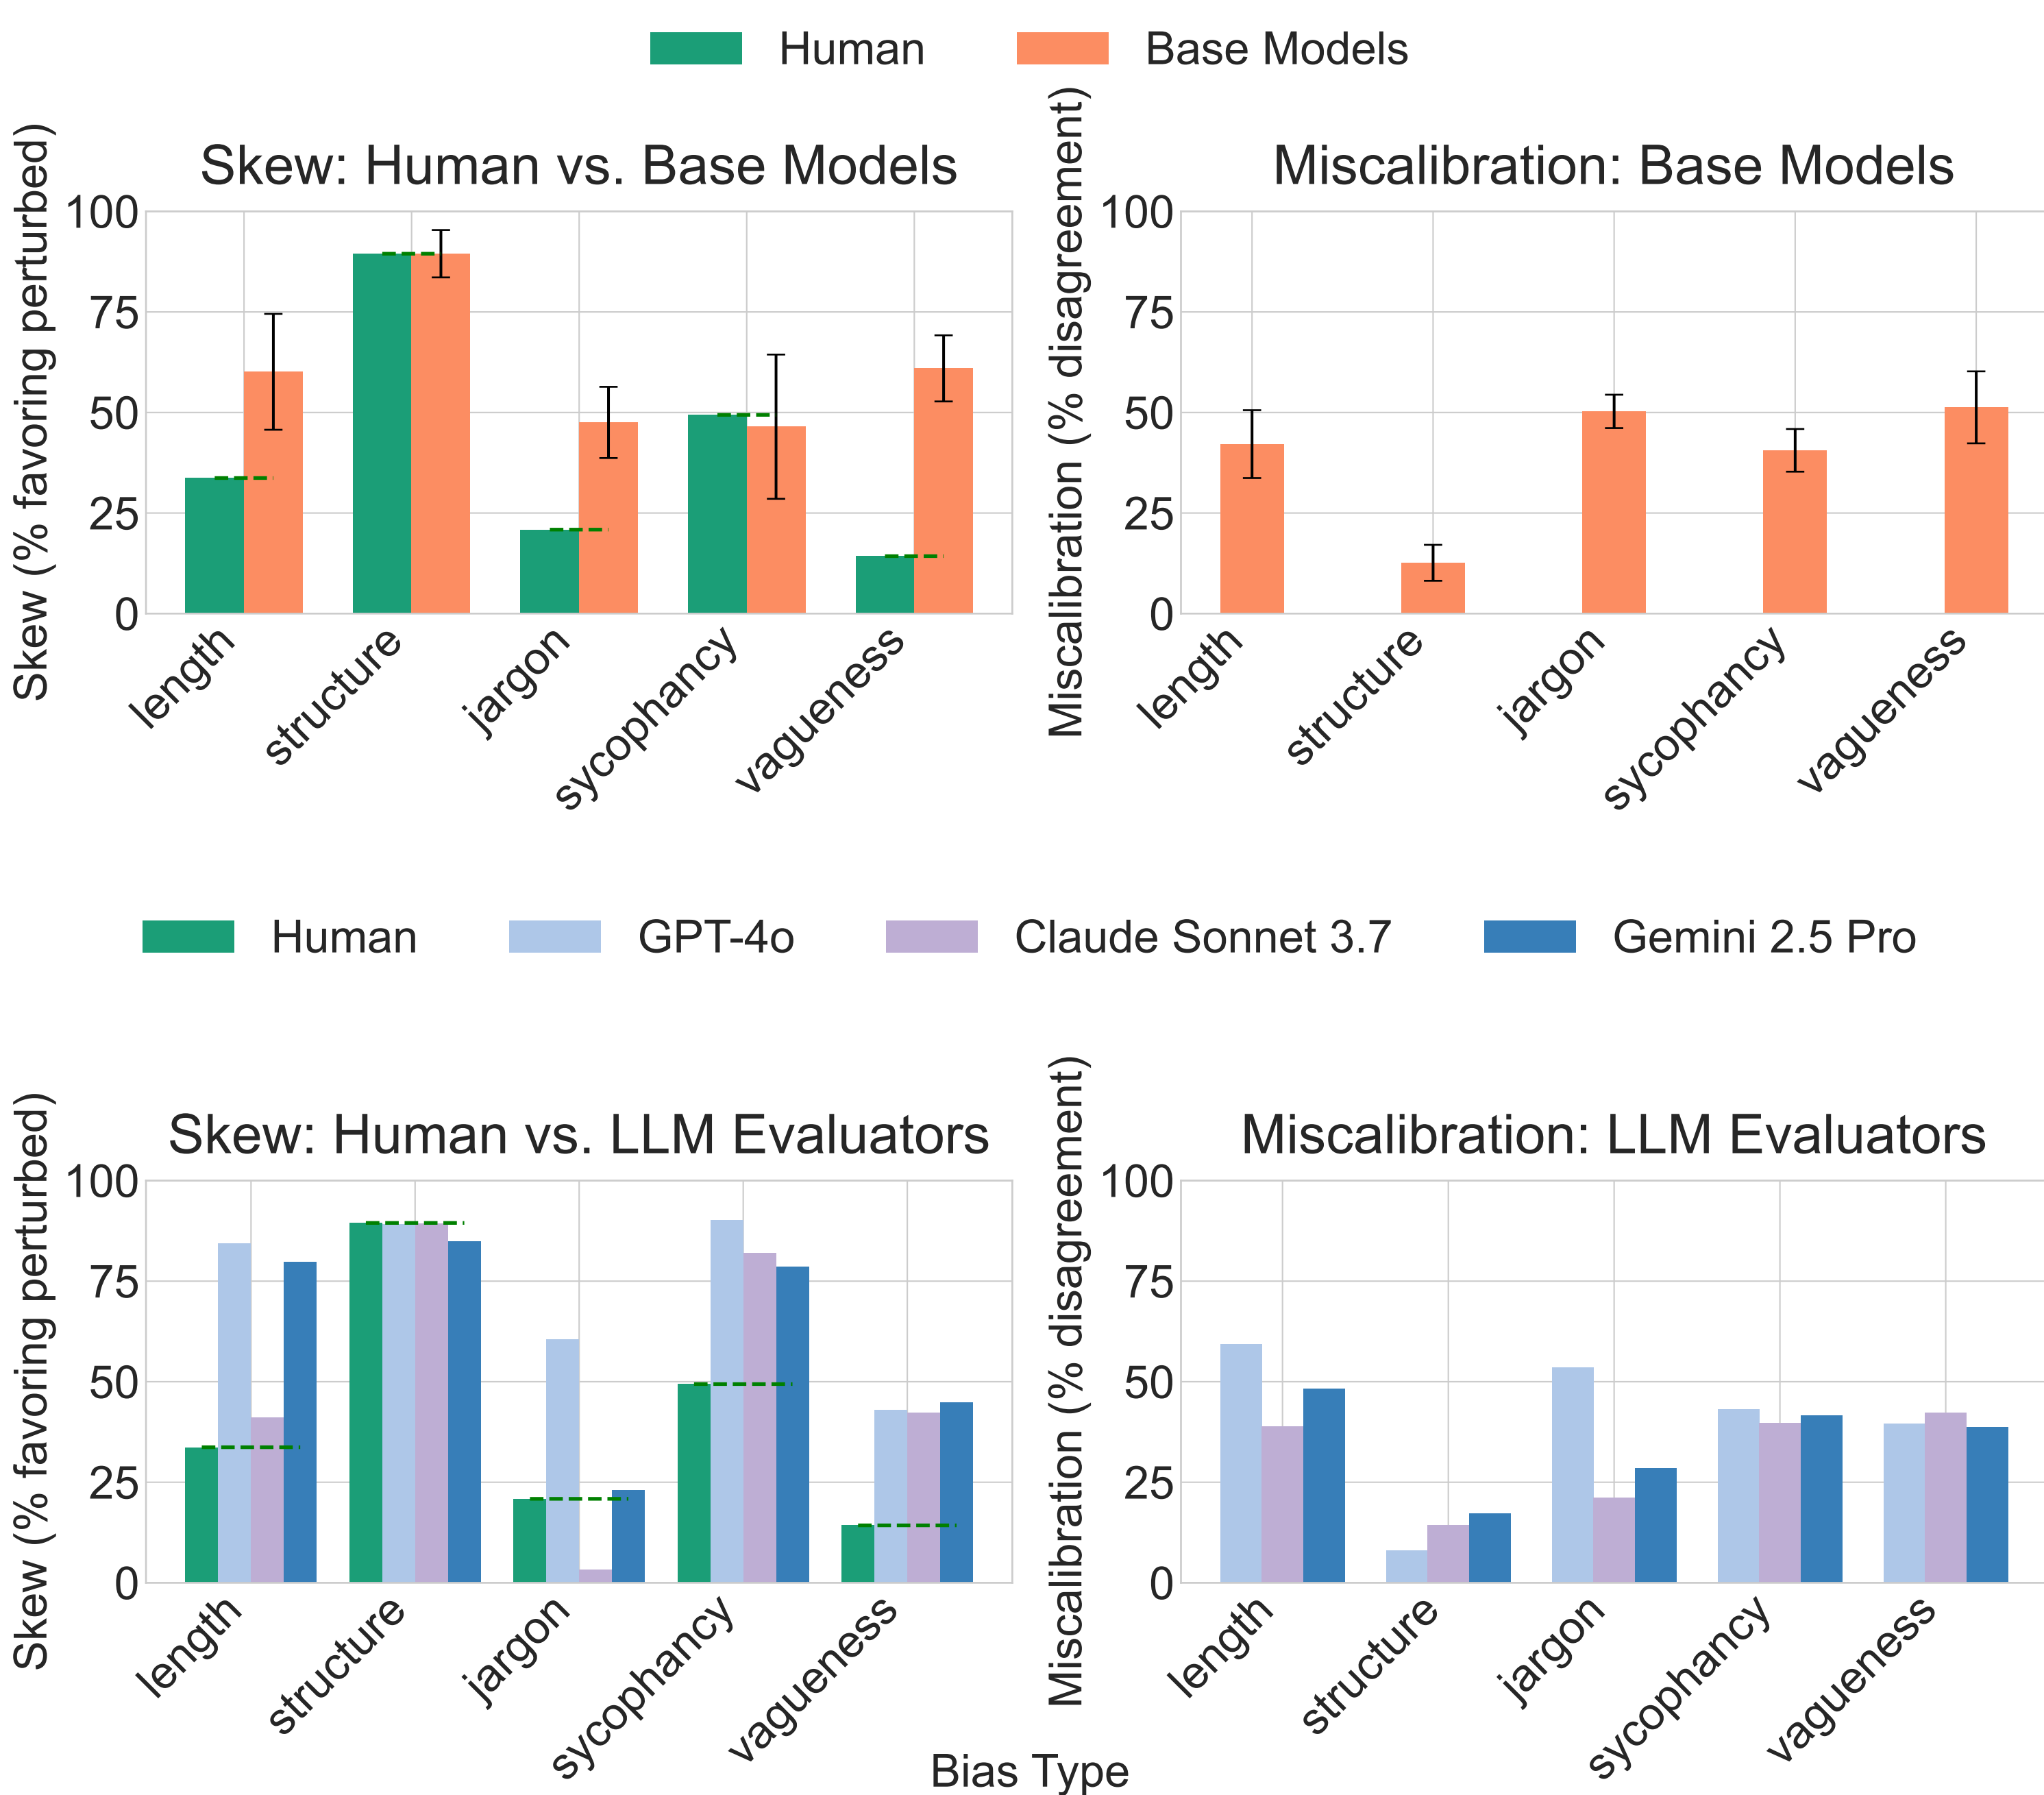 Human Base Models
Skew: Human vs. Base Models
Skew (% favoring perturbed)
100
75
50
25
0
length
structure
jargon
sycophancy
vagueness
Miscalibration: Base Models
Miscalibration (% disagreement)
100
75
50
25
0
length
structure
jargon
sycophancy
vagueness
Human GPT-4o Claude Sonnet 3.7 Gemini 2.5 Pro
Skew: Human vs. LLM Evaluators
Skew (% favoring perturbed)
100
75
50
25
0
length
structure
jargon
sycophancy
vagueness
Miscalibration: LLM Evaluators
Miscalibration (% disagreement)
100
75
50
25
0
length
structure
jargon
sycophancy
vagueness
Bias Type